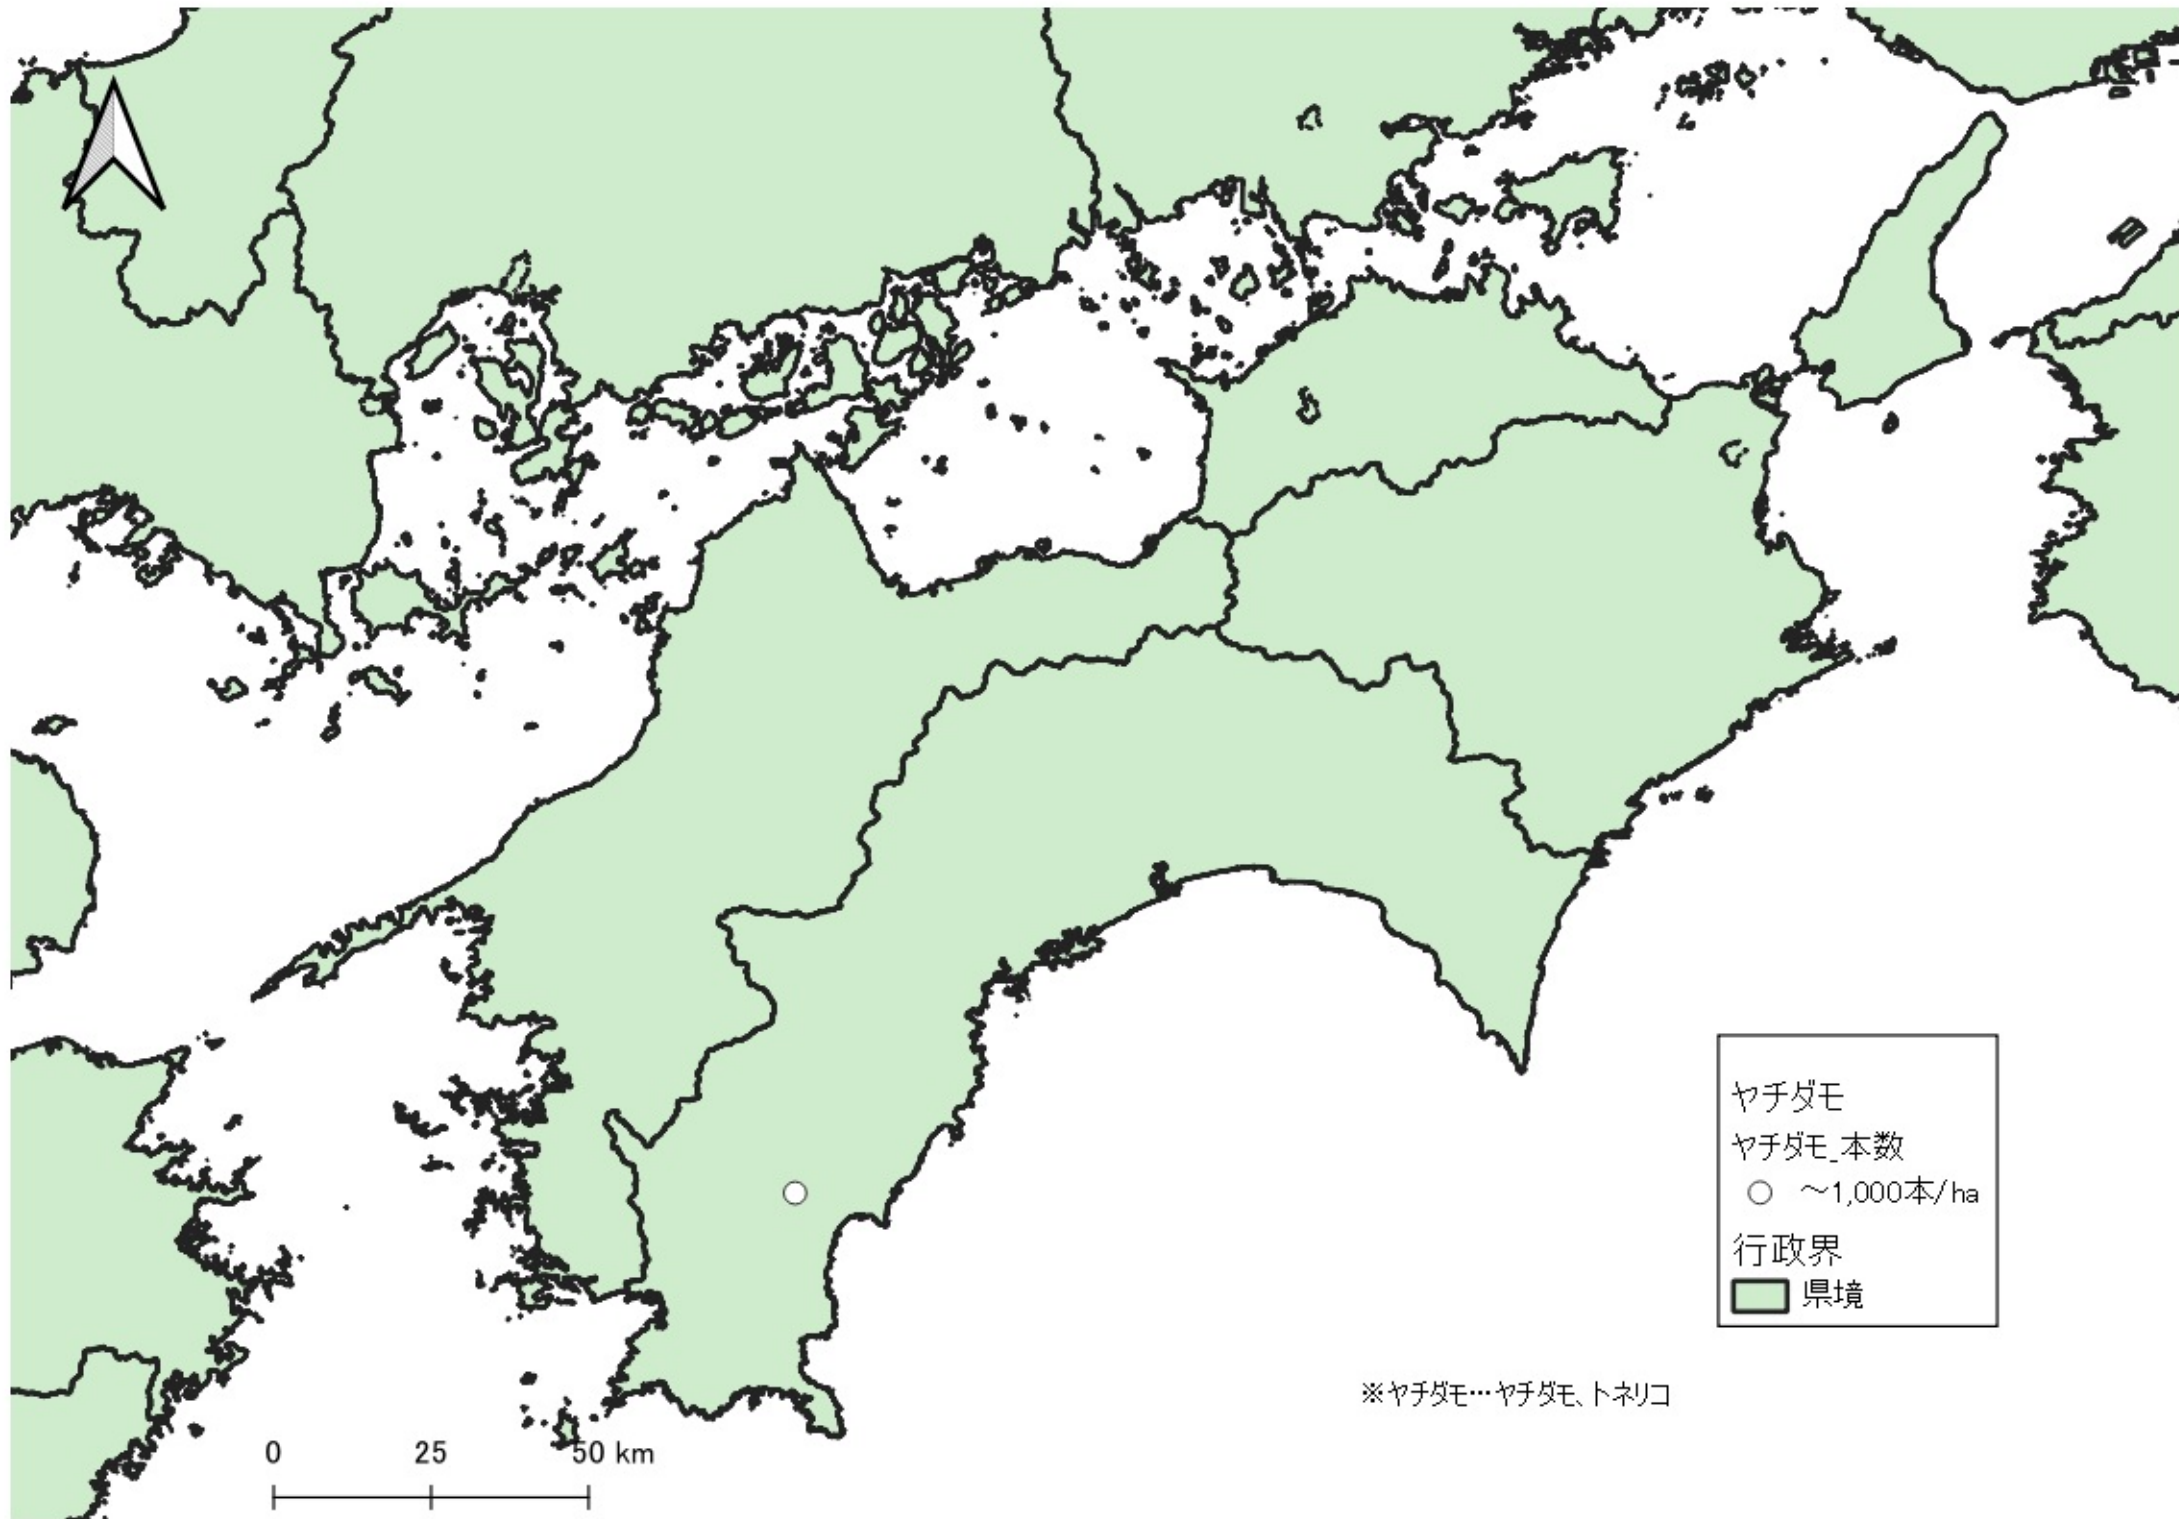 ヤチダモ
ヤチダモ_本数
～1,000本/ha
行政界
県境
※ヤチダモ…ヤチダモ、トネリコ
0 25 50 km